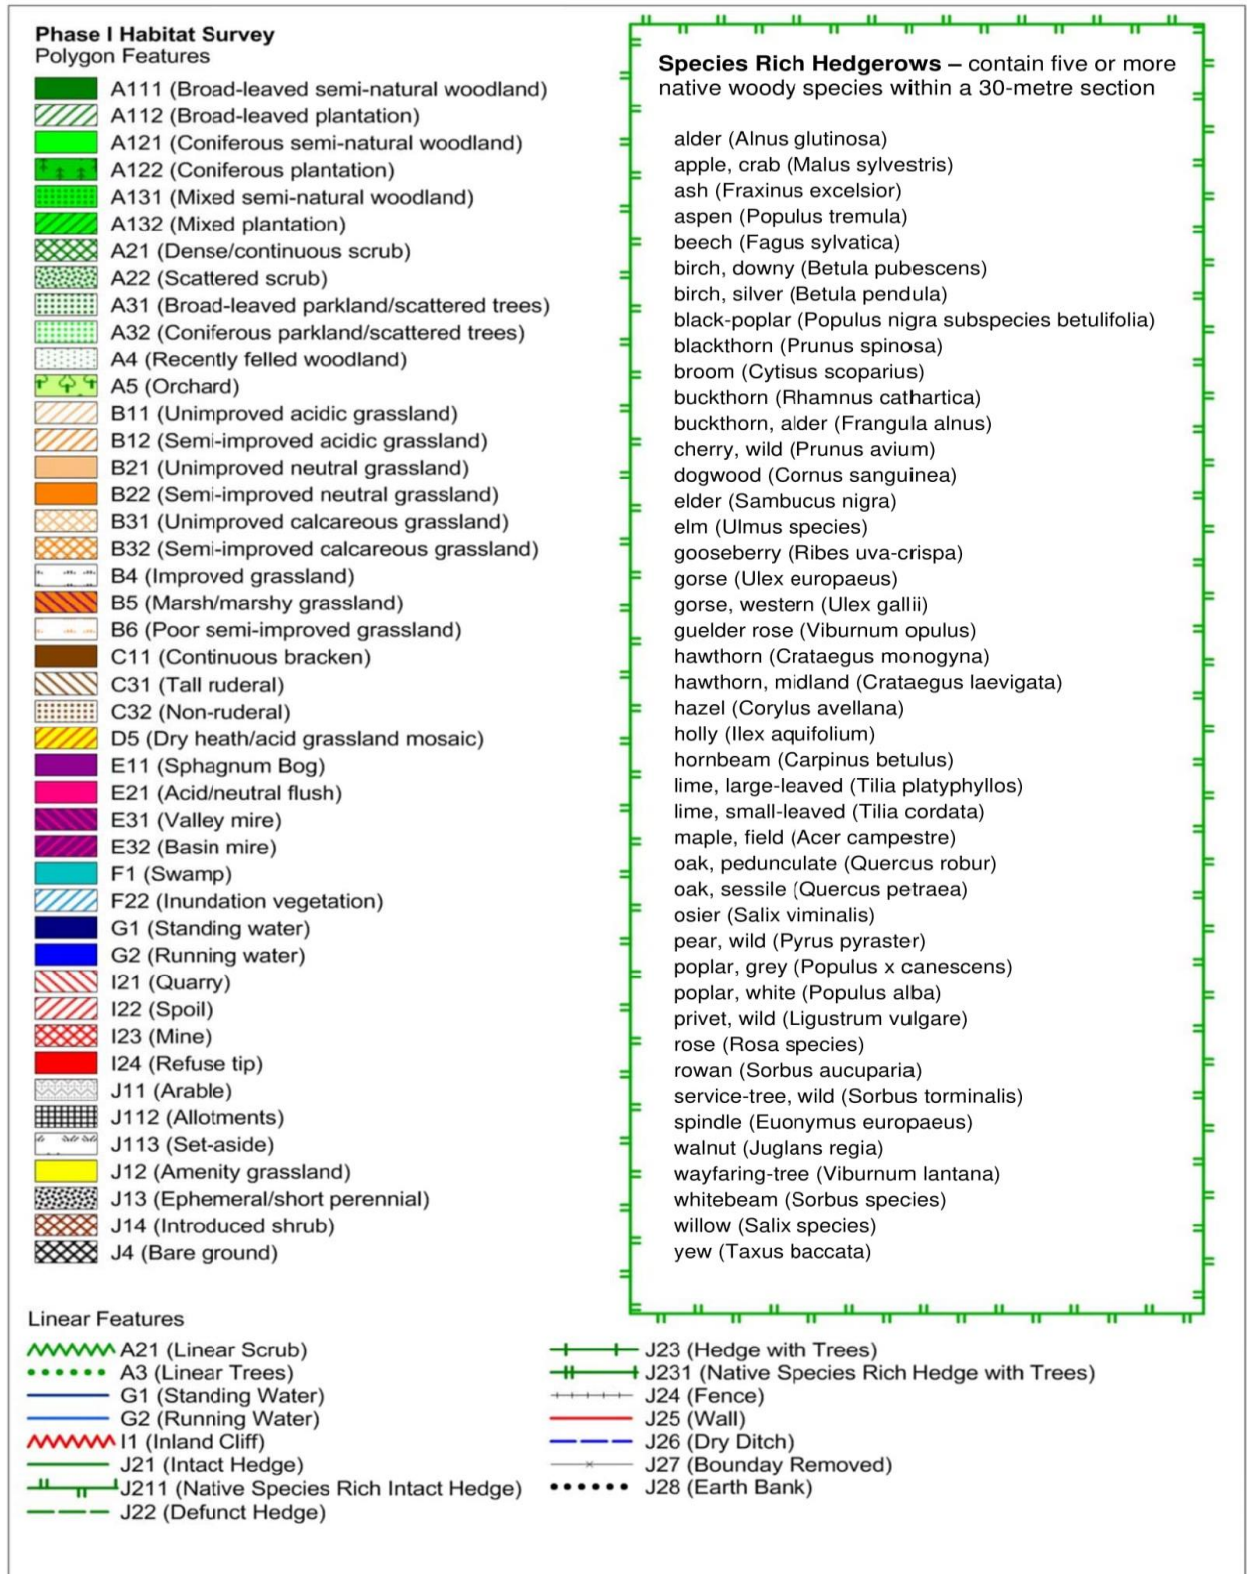 Phase I Habitat Survey
Polygon Features
A111 (Broad-leaved semi-natural woodland)
A112 (Broad-leaved plantation)
A121 (Coniferous semi-natural woodland)
A122 (Coniferous plantation)
A131 (Mixed semi-natural woodland)
A132 (Mixed plantation)
A21 (Dense/continuous scrub)
A22 (Scattered scrub)
A31 (Broad-leaved parkland/scattered trees)
A32 (Coniferous parkland/scattered trees)
A4 (Recently felled woodland)
A5 (Orchard)
B11 (Unimproved acidic grassland)
B12 (Semi-improved acidic grassland)
B21 (Unimproved neutral grassland)
B22 (Semi-improved neutral grassland)
B31 (Unimproved calcareous grassland)
B32 (Semi-improved calcareous grassland)
B4 (Improved grassland)
B5 (Marsh/marshy grassland)
B6 (Poor semi-improved grassland)
C11 (Continuous bracken)
C31 (Tall ruderal)
C32 (Non-ruderal)
D5 (Dry heath/acid grassland mosaic)
E11 (Sphagnum Bog)
E21 (Acid/neutral flush)
E31 (Valley mire)
E32 (Basin mire)
F1 (Swamp)
F22 (Inundation vegetation)
G1 (Standing water)
G2 (Running water)
I21 (Quarry)
I22 (Spoil)
I23 (Mine)
I24 (Refuse tip)
J11 (Arable)
J112 (Allotments)
J113 (Set-aside)
J12 (Amenity grassland)
J13 (Ephemeral/short perennial)
J14 (Introduced shrub)
J4 (Bare ground)
Species Rich Hedgerows – contain five or more
native woody species within a 30-metre section
alder (Alnus glutinosa)
apple, crab (Malus sylvestris)
ash (Fraxinus excelsior)
aspen (Populus tremula)
beech (Fagus sylvatica)
birch, downy (Betula pubescens)
birch, silver (Betula pendula)
black-poplar (Populus nigra subspecies betulifolia)
blackthorn (Prunus spinosa)
broom (Cytisus scoparius)
buckthorn (Rhamnus cathartica)
buckthorn, alder (Frangula alnus)
cherry, wild (Prunus avium)
dogwood (Cornus sanguinea)
elder (Sambucus nigra)
elm (Ulmus species)
gooseberry (Ribes uva-crispa)
gorse (Ulex europaeus)
gorse, western (Ulex gallii)
guelder rose (Viburnum opulus)
hawthorn (Crataegus monogyna)
hawthorn, midland (Crataegus laevigata)
hazel (Corylus avellana)
holly (Ilex aquifolium)
hornbeam (Carpinus betulus)
lime, large-leaved (Tilia platyphyllos)
lime, small-leaved (Tilia cordata)
maple, field (Acer campestre)
oak, pedunculate (Quercus robur)
oak, sessile (Quercus petraea)
osier (Salix viminalis)
pear, wild (Pyrus pyraster)
poplar, grey (Populus x canescens)
poplar, white (Populus alba)
privet, wild (Ligustrum vulgare)
rose (Rosa species)
rowan (Sorbus aucuparia)
service-tree, wild (Sorbus torminalis)
spindle (Euonymus europaeus)
walnut (Juglans regia)
wayfaring-tree (Viburnum lantana)
whitebeam (Sorbus species)
willow (Salix species)
yew (Taxus baccata)
Linear Features
A21 (Linear Scrub)
A3 (Linear Trees)
G1 (Standing Water)
G2 (Running Water)
I1 (Inland Cliff)
J21 (Intact Hedge)
J211 (Native Species Rich Intact Hedge)
J22 (Defunct Hedge)
J23 (Hedge with Trees)
J231 (Native Species Rich Hedge with Trees)
J24 (Fence)
J25 (Wall)
J26 (Dry Ditch)
J27 (Bounday Removed)
J28 (Earth Bank)